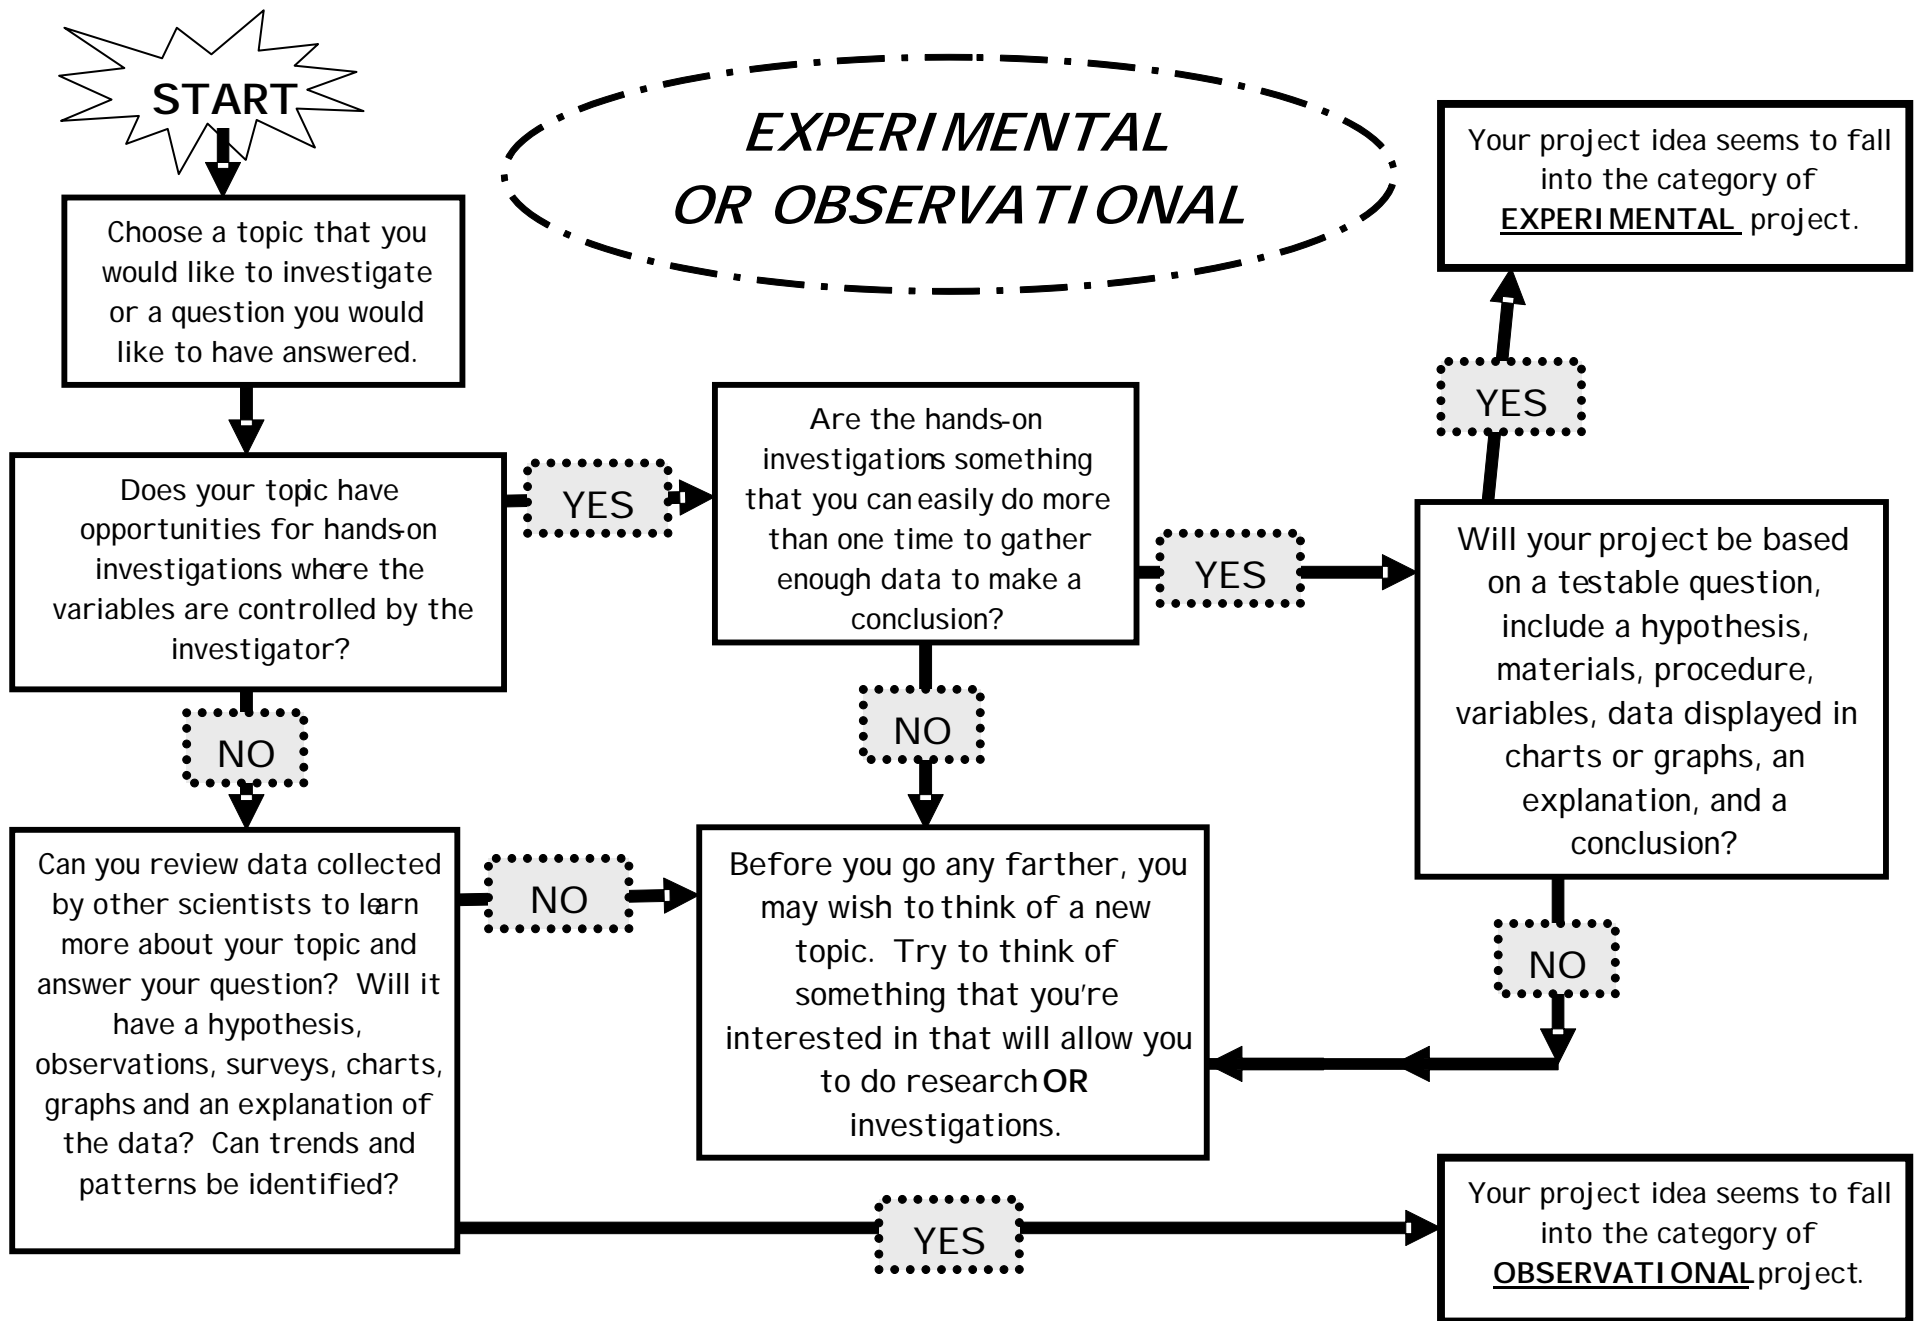 START
EXPERIMENTAL
OR OBSERVATIONAL
Choose a topic that you
would like to investigate
or a question you would
like to have answered.
Does your topic have
opportunities for hands-on
investigations where the
variables are controlled by the
investigator?
YES
Are the hands-on
investigations something
that you can easily do more
than one time to gather
enough data to make a
conclusion?
YES
Will your project be based
on a testable question,
include a hypothesis,
materials, procedure,
variables, data displayed in
charts or graphs, an
explanation, and a
conclusion?
YES
Your project idea seems to fall
into the category of
EXPERIMENTAL project.
NO
NO
NO
Can you review data collected
by other scientists to learn
more about your topic and
answer your question? Will it
have a hypothesis,
observations, surveys, charts,
graphs and an explanation of
the data? Can trends and
patterns be identified?
NO
Before you go any farther, you
may wish to think of a new
topic. Try to think of
something that you're
interested in that will allow you
to do research OR
investigations.
YES
Your project idea seems to fall
into the category of
OBSERVATIONAL project.